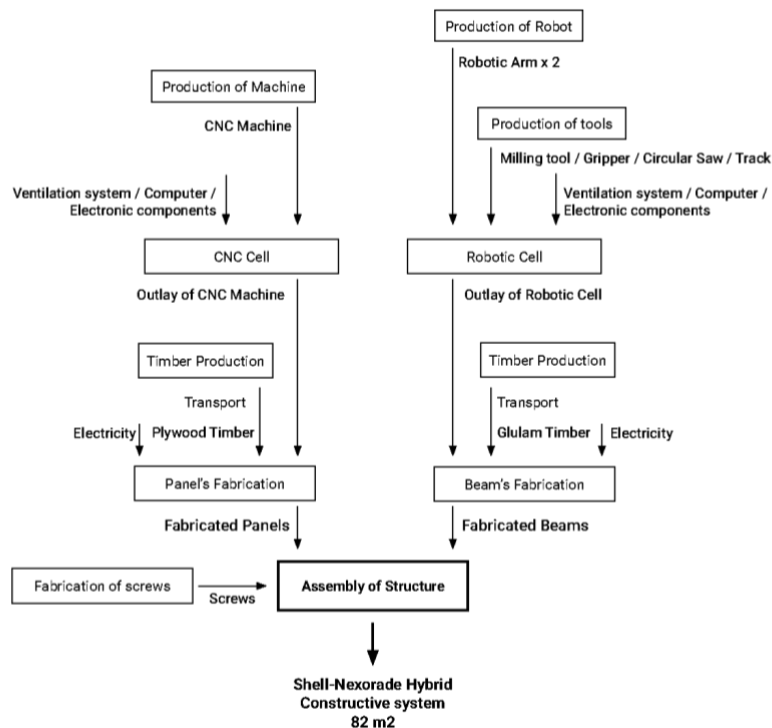 Production of Robot
Robotic Arm x 2
Production of Machine
CNC Machine
Production of tools
Milling tool / Gripper / Circular Saw / Track
Ventilation system / Computer /
Electronic components
Ventilation system / Computer /
Electronic components
CNC Cell
Robotic Cell
Outlay of CNC Machine
Outlay of Robotic Cell
Timber Production
Timber Production
Transport
Transport
Electricity
Plywood Timber
Glulam Timber
Electricity
Panel's Fabrication
Beam's Fabrication
Fabricated Panels
Fabricated Beams
Fabrication of screws
Screws
Assembly of Structure
Shell-Nexorade Hybrid
Constructive system
82 m2